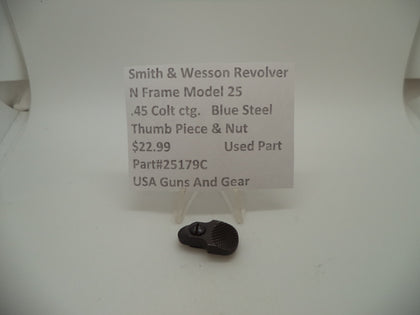 Smith & Wesson Revolver
N Frame Model 25
.45 Colt ctg. Blue Steel
Thumb Piece & Nut
$22.99 Used Part
Part#25179C
USA Guns And Gear